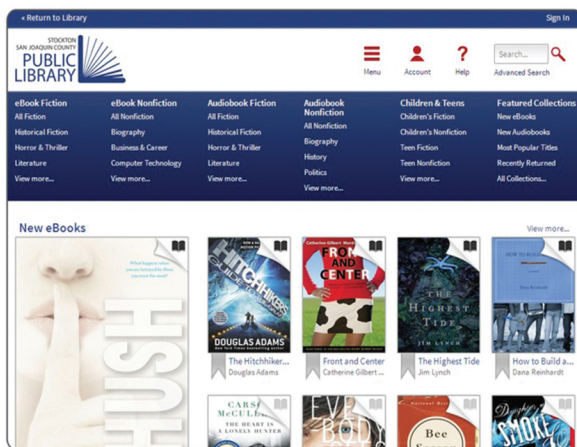 « Return to Library
Sign In
STOCKTON
SAN JOAQUIN COUNTY
PUBLIC
LIBRARY
Menu
Account
Help
Search...
Advanced Search
eBook Fiction
All Fiction
Historical Fiction
Horror & Thriller
Literature
View more...
eBook Nonfiction
All Nonfiction
Biography
Business & Career
Computer Technology
View more...
Audiobook Fiction
All Fiction
Historical Fiction
Horror & Thriller
Literature
View more...
Audiobook
Nonfiction
All Nonfiction
Biography
History
Politics
View more...
Children & Teens
Children's Fiction
Children's Nonfiction
Teen Fiction
Teen Nonfiction
View more...
Featured Collections
New eBooks
New Audiobooks
Most Popular Titles
Recently Returned
All Collections...
New eBooks
View more...
HUSH
DOUGLAS ADAMS
The Hitchhiker...
Douglas Adams
FRONT
AND
CENTER
Front and Center
Catherine Gilbert ...
THE
HIGHEST
TIDE
JIM LYNCH
The Highest Tide
Jim Lynch
HOW TO BUILD
Dana Reinhardt
How to Build a...
Dana Reinhardt
THE HEART IS
A LONELY HUNTER
National Best
Bee
SMOKE